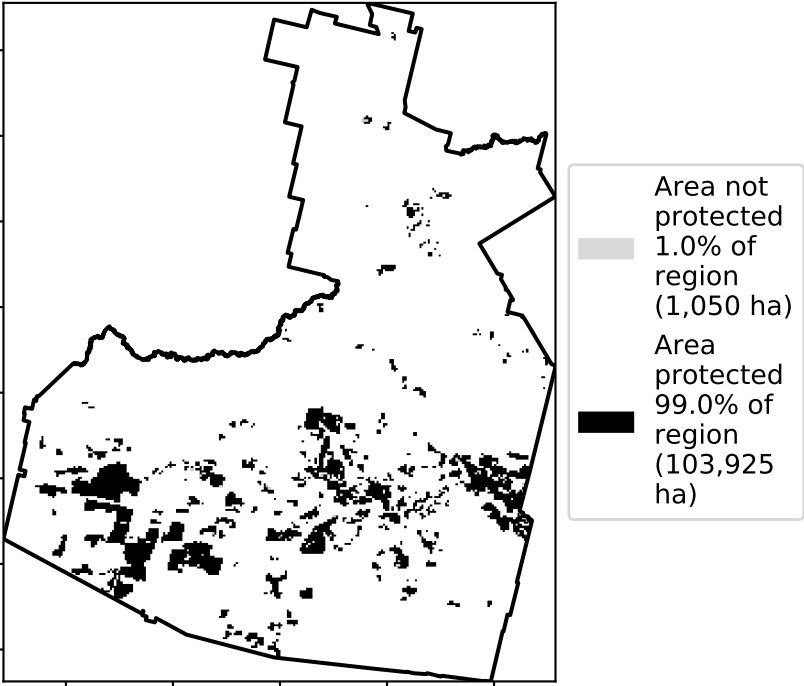 Area not
protected
1.0% of
region
(1,050 ha)
Area
protected
99.0% of
region
(103,925
ha)